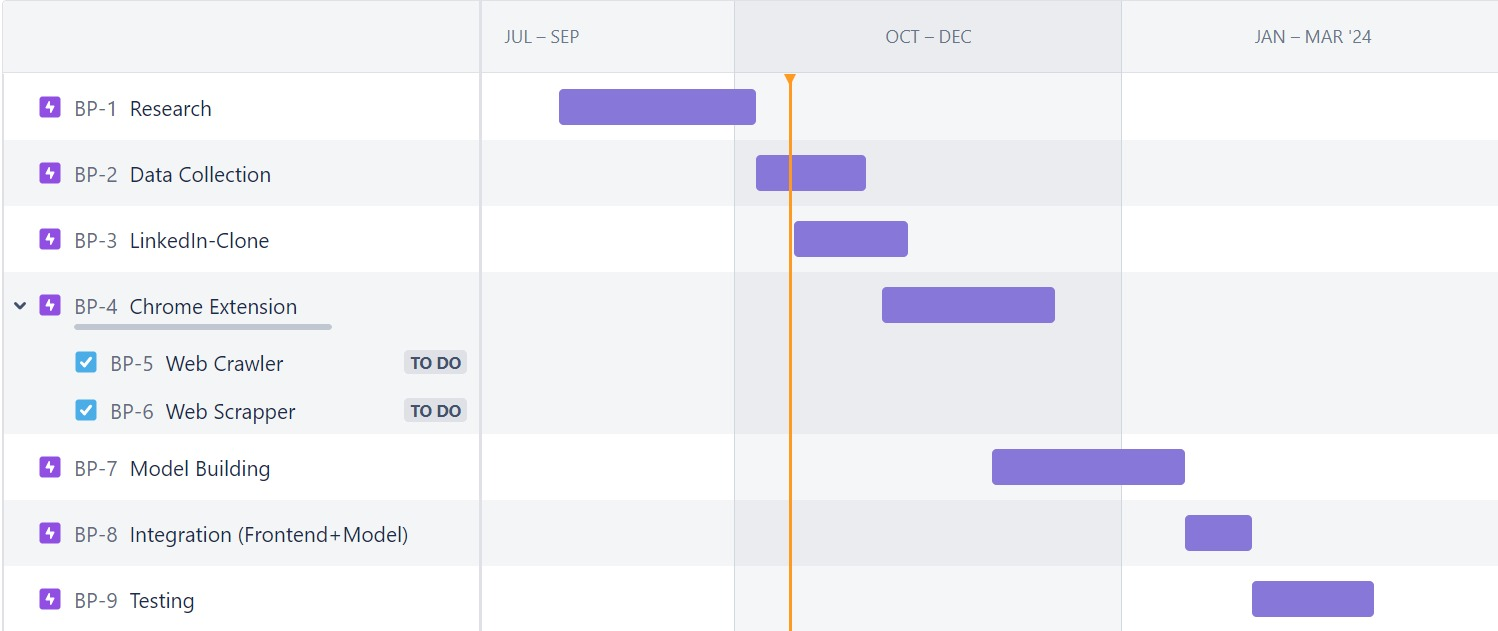 JUL – SEP OCT – DEC JAN – MAR '24
BP-1 Research
BP-2 Data Collection
BP-3 LinkedIn-Clone
BP-4 Chrome Extension
BP-5 Web Crawler TO DO
BP-6 Web Scrapper TO DO
BP-7 Model Building
BP-8 Integration (Frontend+Model)
BP-9 Testing